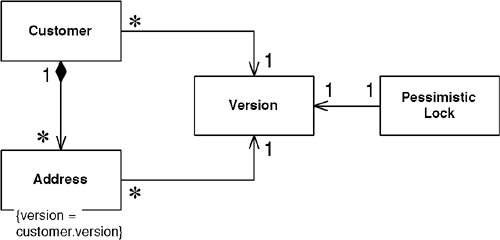 Customer
*
1
1
Version
1
1
Pessimistic
Lock
*
1
Address
*
{version =
customer.version}